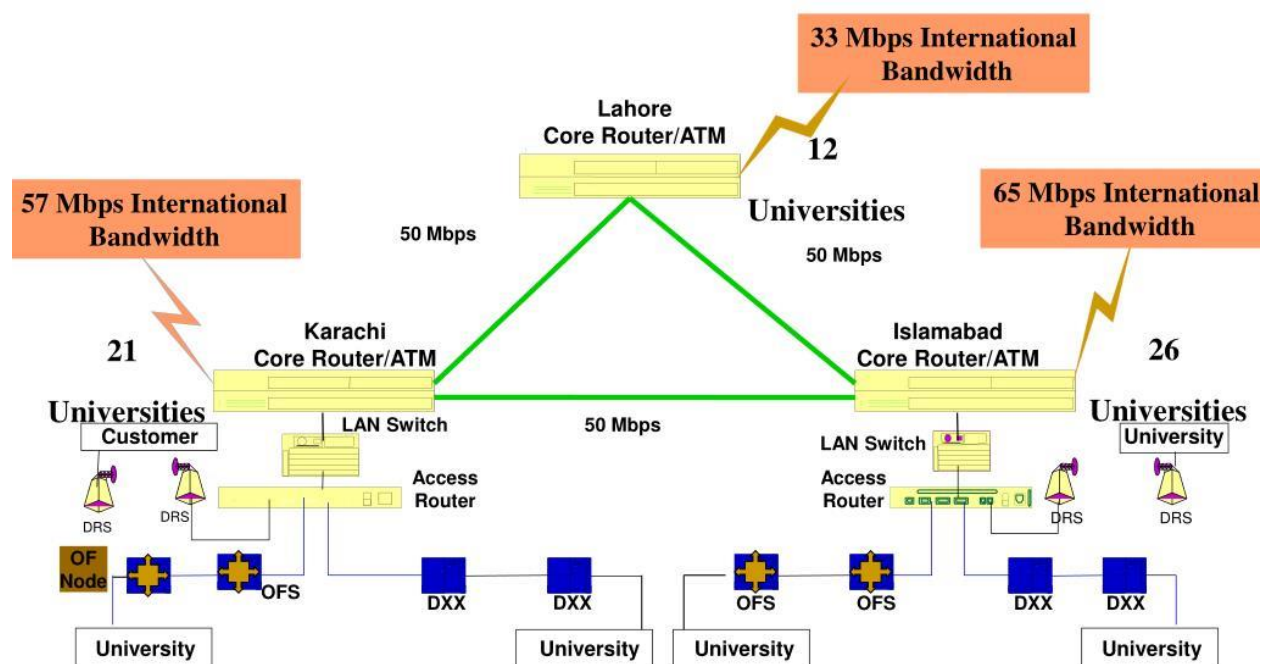 33 Mbps International
Bandwidth
Lahore
Core Router/ATM
12
Universities
57 Mbps International
Bandwidth
65 Mbps International
Bandwidth
50 Mbps
50 Mbps
Karachi
Core Router/ATM
Islamabad
Core Router/ATM
21
Universities
26
Universities
50 Mbps
LAN Switch
LAN Switch
Customer
University
Access
Router
Access
Router
DRS
DRS
DRS
DRS
OF
Node
OFS
DXX
DXX
OFS
OFS
DXX
DXX
University
University
University
University